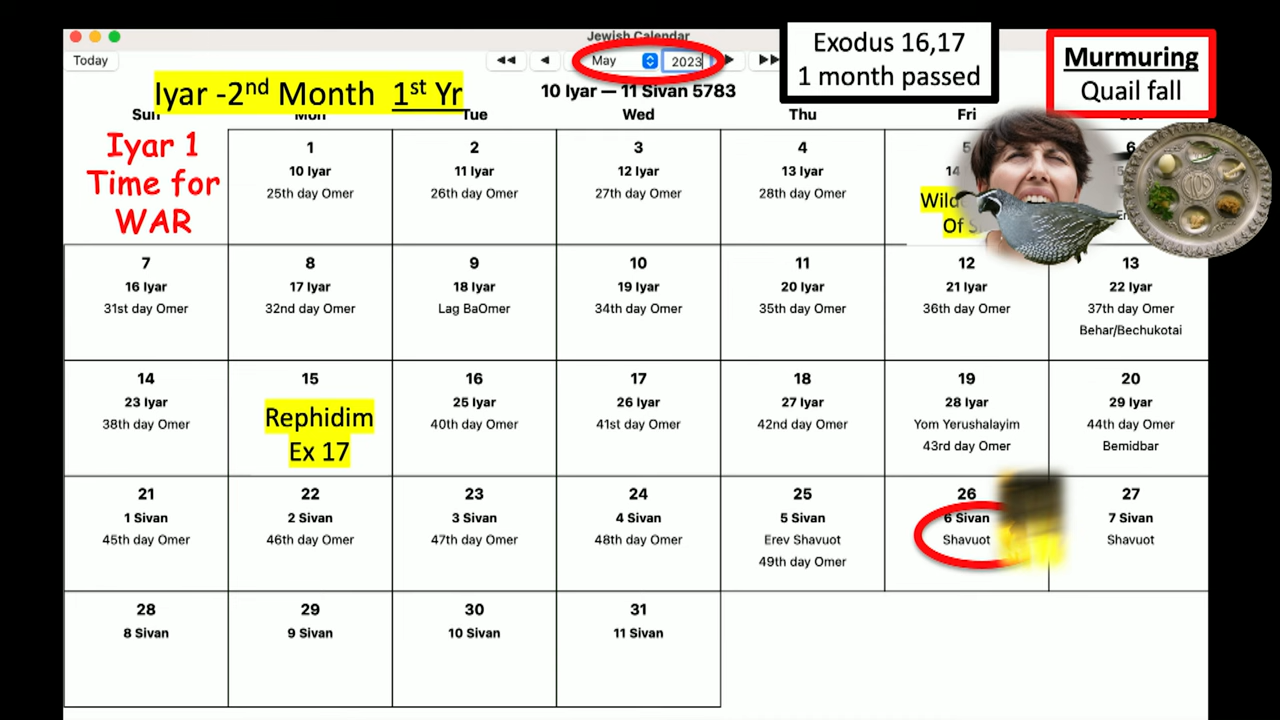 Jewish Calendar
Today
May
2023
Exodus 16,17
1 month passed
Murmuring
Quail fall
Iyar -2nd Month 1st Yr
10 Iyar — 11 Sivan 5783
Sun Mon Tue Wed Thu Fri
Iyar 1
Time for
WAR
1
10 Iyar
25th day Omer
2
11 Iyar
26th day Omer
3
12 Iyar
27th day Omer
4
13 Iyar
28th day Omer
5
14
Of
6
7
16 Iyar
31st day Omer
8
17 Iyar
32nd day Omer
9
18 Iyar
Lag BaOmer
10
19 Iyar
34th day Omer
11
20 Iyar
35th day Omer
12
21 Iyar
36th day Omer
13
22 Iyar
37th day Omer
Behar/Bechukotai
14
23 Iyar
38th day Omer
15
Rephidim
Ex 17
16
25 Iyar
40th day Omer
17
26 Iyar
41st day Omer
18
27 Iyar
42nd day Omer
19
28 Iyar
Yom Yerushalayim
43rd day Omer
20
29 Iyar
44th day Omer
Bemidbar
21
1 Sivan
45th day Omer
22
2 Sivan
46th day Omer
23
3 Sivan
47th day Omer
24
4 Sivan
48th day Omer
25
5 Sivan
Erev Shavuot
49th day Omer
26
6 Sivan
Shavuot
27
7 Sivan
Shavuot
28
8 Sivan
29
9 Sivan
30
10 Sivan
31
11 Sivan